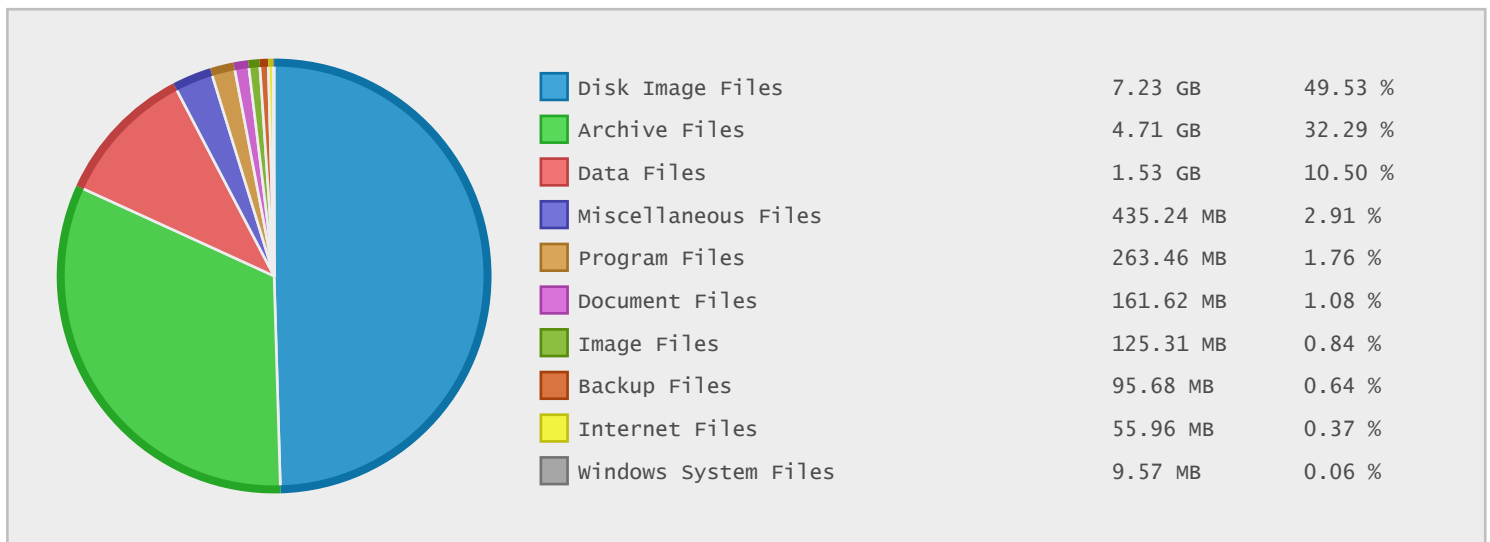 Disk Image Files 7.23 GB 49.53 %
Archive Files 4.71 GB 32.29 %
Data Files 1.53 GB 10.50 %
Miscellaneous Files 435.24 MB 2.91 %
Program Files 263.46 MB 1.76 %
Document Files 161.62 MB 1.08 %
Image Files 125.31 MB 0.84 %
Backup Files 95.68 MB 0.64 %
Internet Files 55.96 MB 0.37 %
Windows System Files 9.57 MB 0.06 %